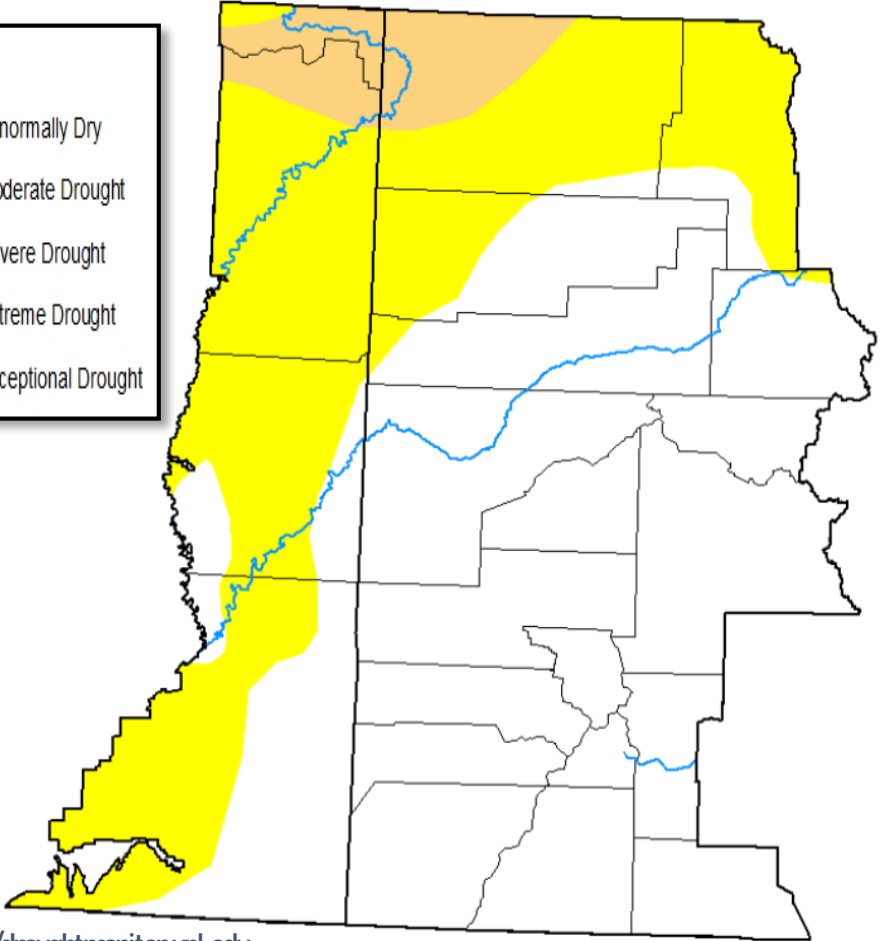 normally Dry
oderate Drought
vere Drought
treme Drought
ceptional Drought